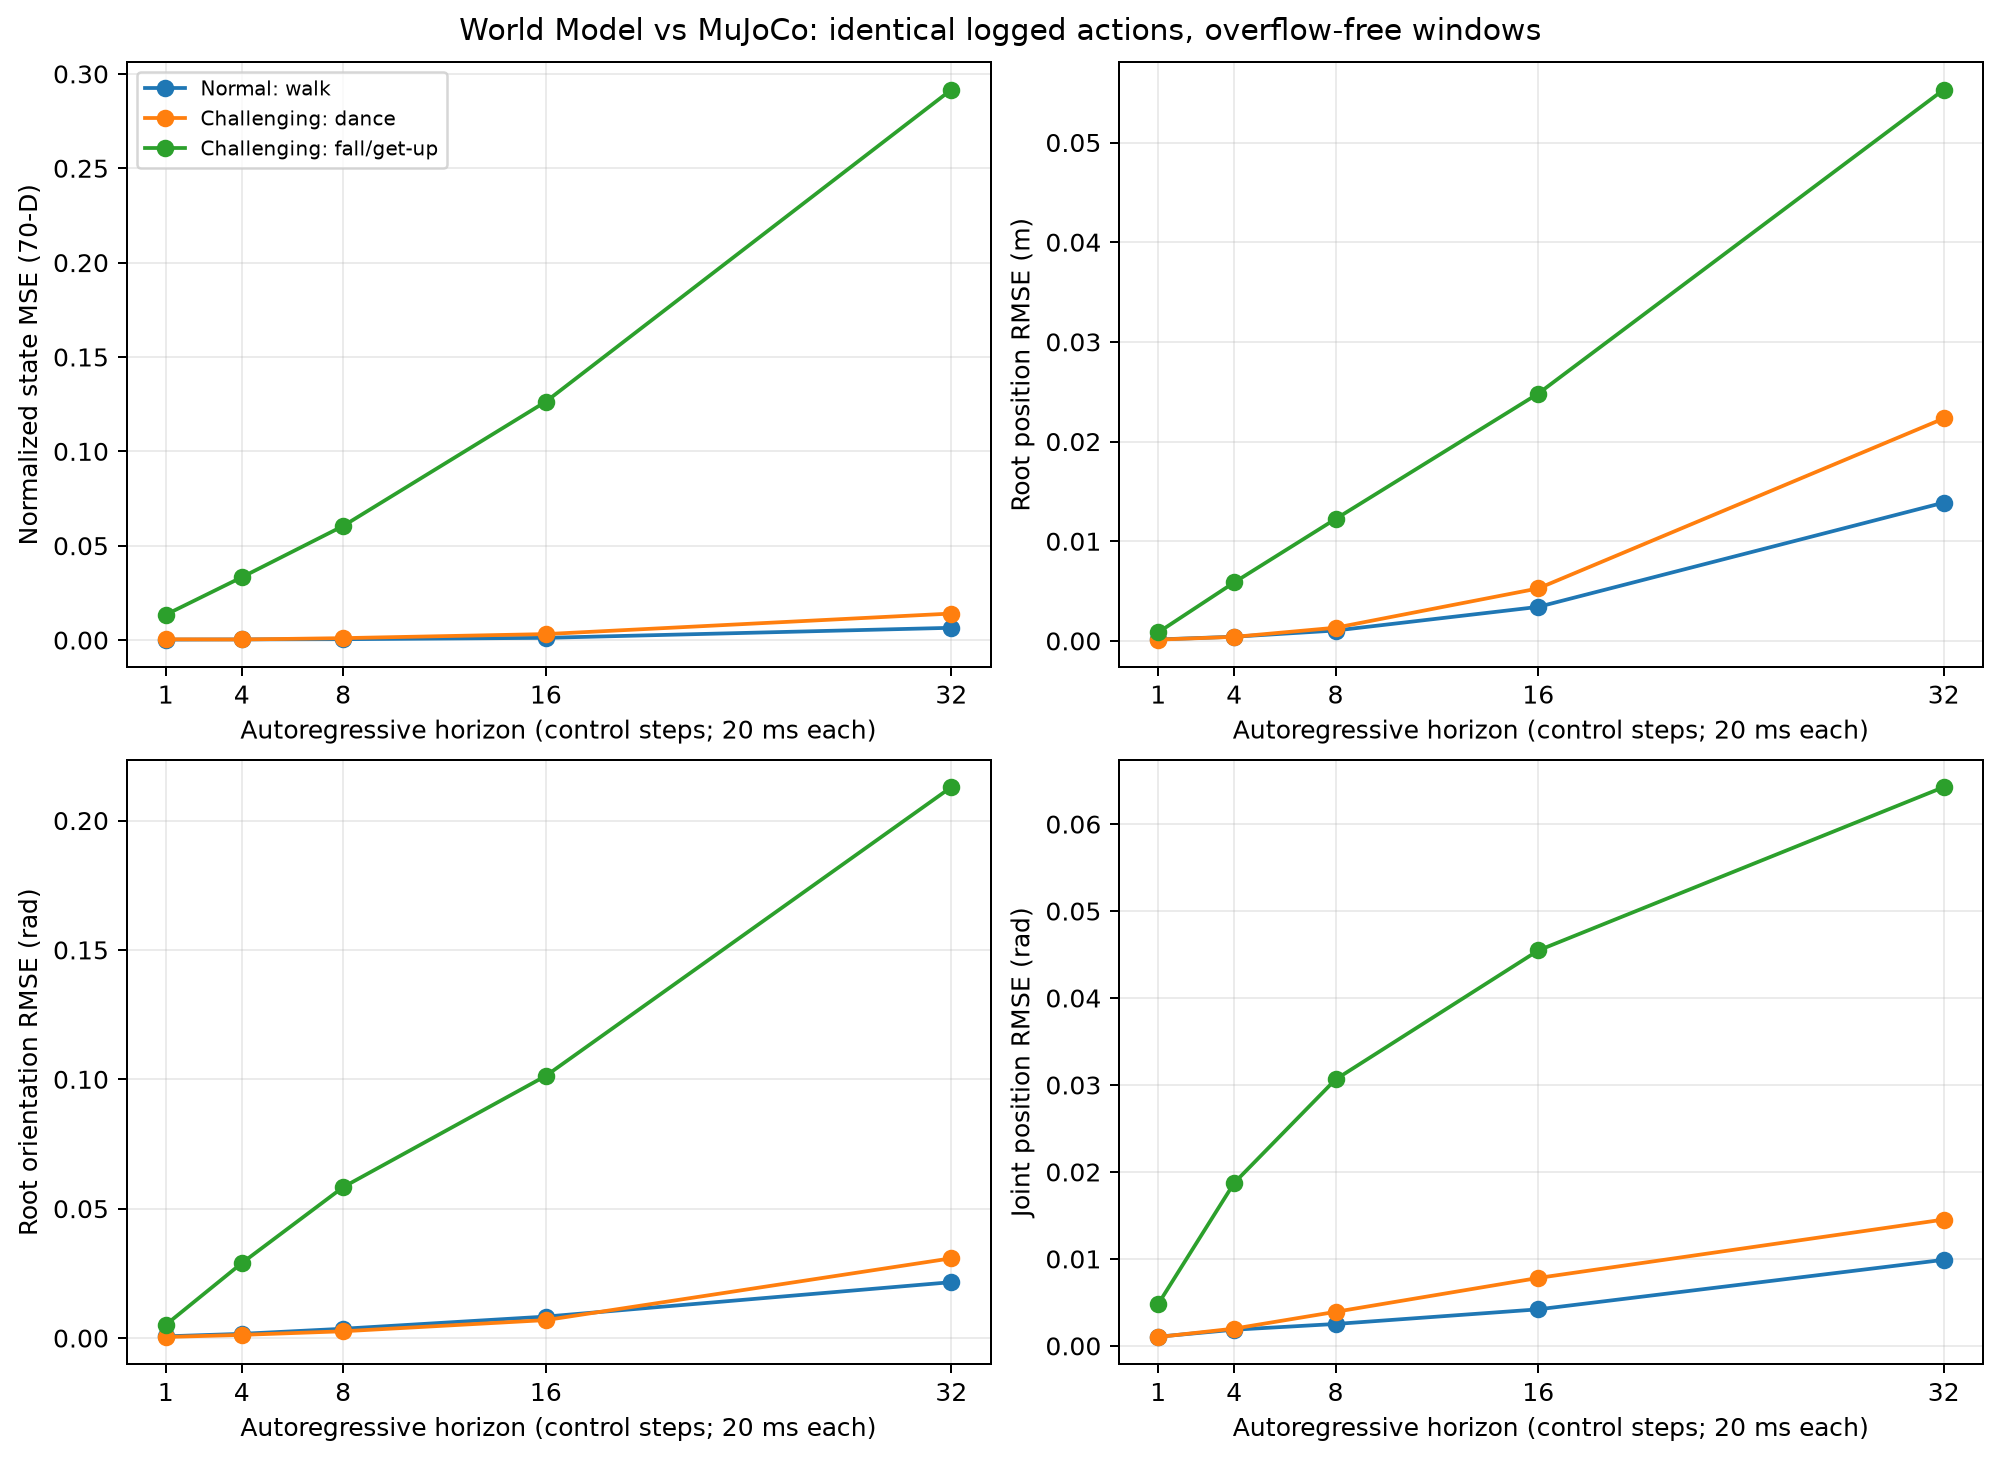 World Model vs MuJoCo: identical logged actions, overflow-free windows
Normalized state MSE (70-D)
0.30
0.25
0.20
0.15
0.10
0.05
0.00
Normal: walk
Challenging: dance
Challenging: fall/get-up
1 4 8 16 32
Autoregressive horizon (control steps; 20 ms each)
Root position RMSE (m)
0.05
0.04
0.03
0.02
0.01
0.00
1 4 8 16 32
Autoregressive horizon (control steps; 20 ms each)
Root orientation RMSE (rad)
0.20
0.15
0.10
0.05
0.00
1 4 8 16 32
Autoregressive horizon (control steps; 20 ms each)
Joint position RMSE (rad)
0.06
0.05
0.04
0.03
0.02
0.01
0.00
1 4 8 16 32
Autoregressive horizon (control steps; 20 ms each)